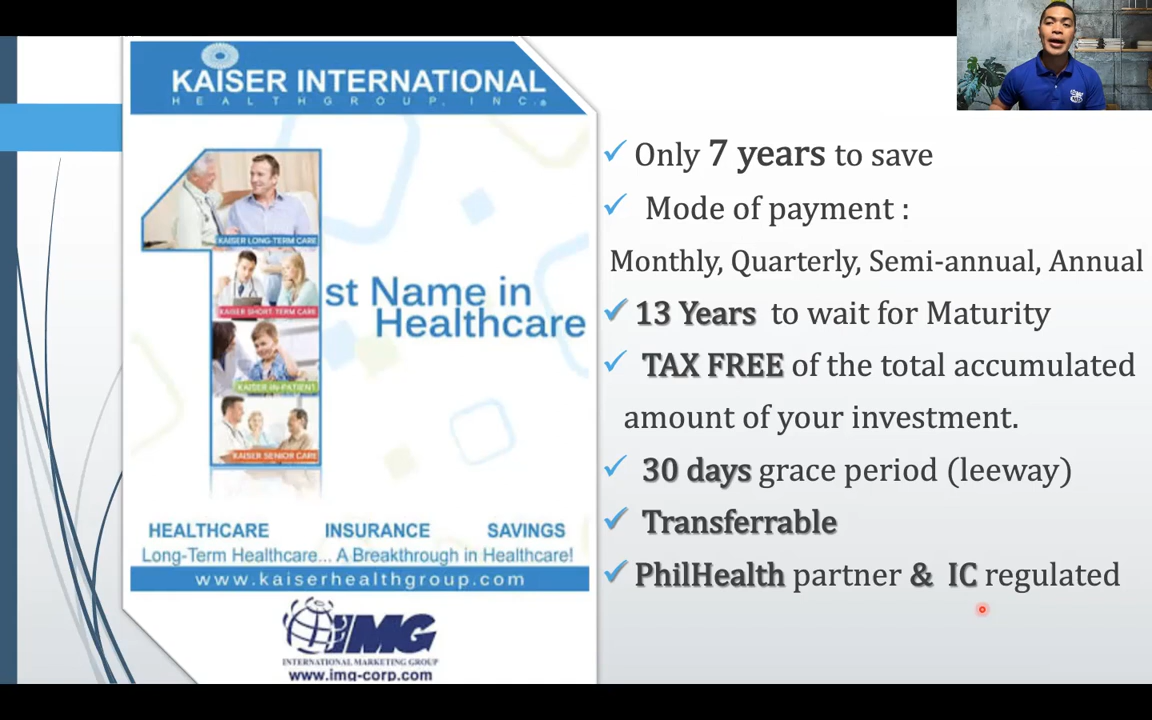 KAISER INTERNATIONAL
HEALTHGROUP, INC.®
KAISER LONG-TERM CARE
KAISER SHORT TERM CARE
KAISER IN-PATIENT
KAISER SENIOR CARE
1st Name in
Healthcare
HEALTHCARE INSURANCE SAVINGS
Long-Term Healthcare... A Breakthrough in Healthcare!
www.kaiserhealthgroup.com
IMG
INTERNATIONAL MARKETING GROUP
www.img-corp.com
✓ Only 7 years to save
✓ Mode of payment :
Monthly, Quarterly, Semi-annual, Annual
✓ 13 Years to wait for Maturity
✓ TAX FREE of the total accumulated
amount of your investment.
✓ 30 days grace period (leeway)
✓ Transferrable
✓ PhilHealth partner & IC regulated